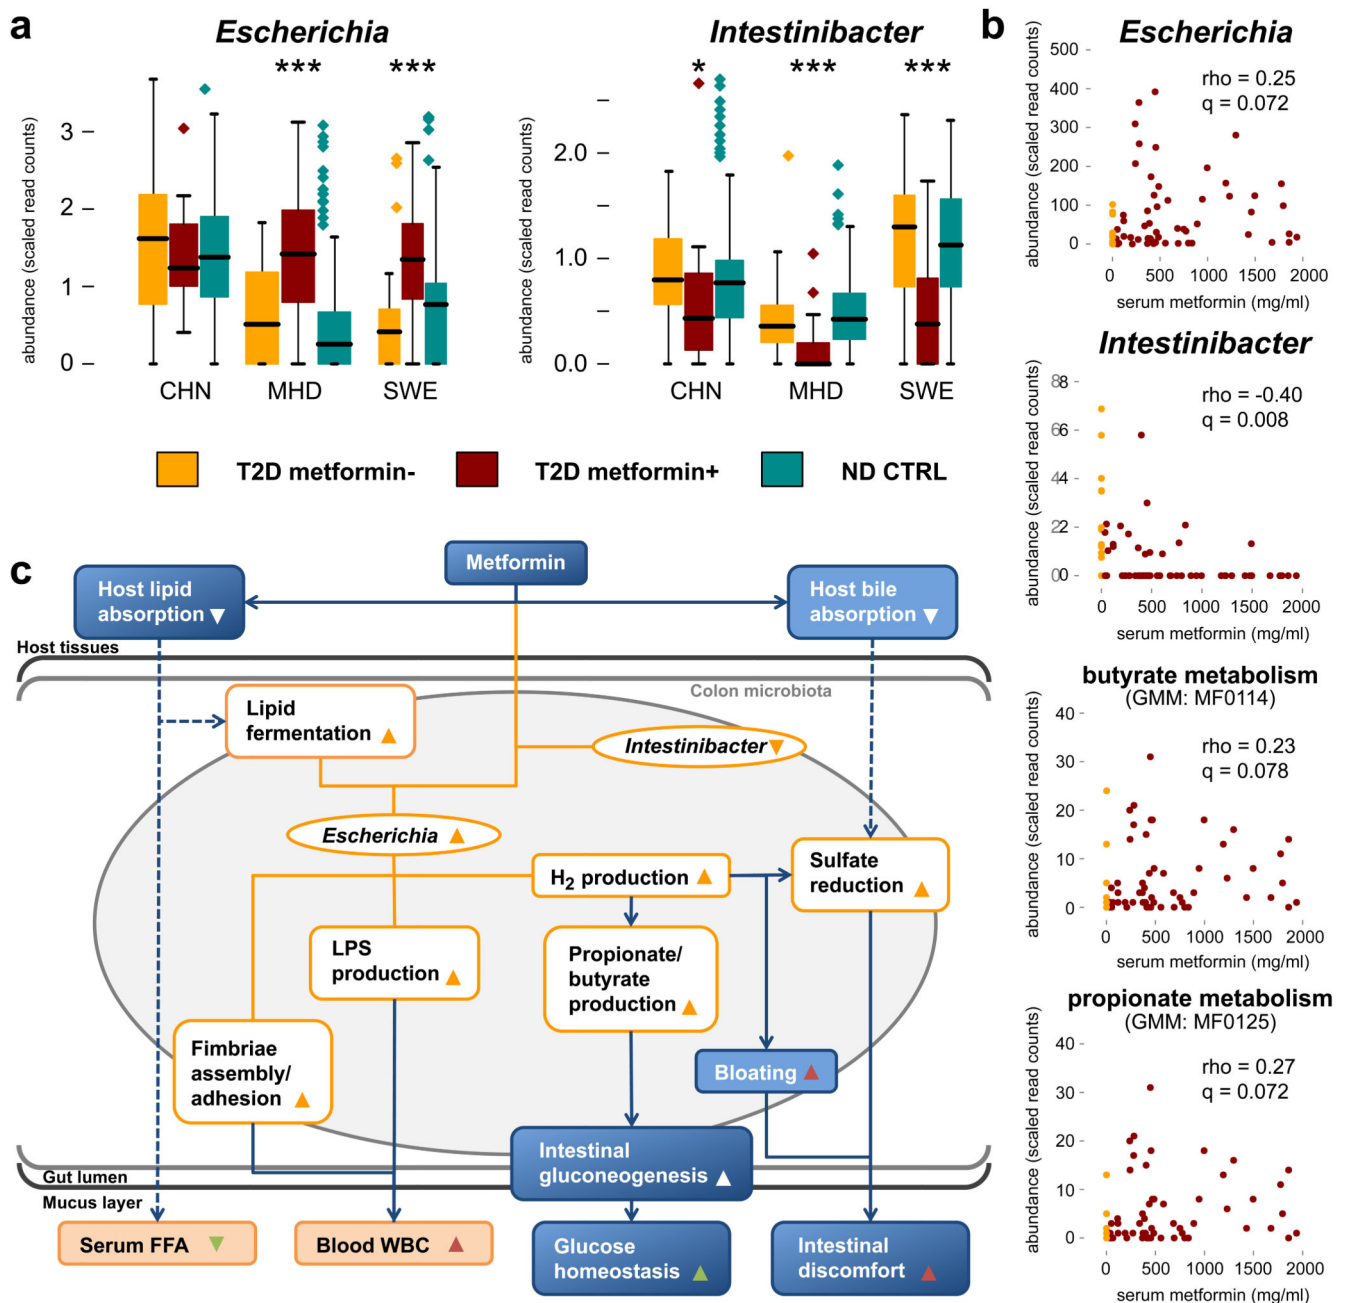 a
Escherichia
Intestinibacter
***
***
*
***
***
abundance (scaled read counts)
3
2
1
0
CHN
MHD
SWE
abundance (scaled read counts)
2.0
1.0
0.0
CHN
MHD
SWE
T2D metformin-
T2D metformin+
ND CTRL
b
Escherichia
rho = 0.25
q = 0.072
abundance (scaled read counts)
500
400
300
200
100
0
0
500
1000
1500
2000
serum metformin (mg/ml)
Intestinibacter
rho = -0.40
q = 0.008
abundance (scaled read counts)
8
6
4
2
0
0
500
1000
1500
2000
serum metformin (mg/ml)
butyrate metabolism
(GMM: MF0114)
rho = 0.23
q = 0.078
abundance (scaled read counts)
40
30
20
10
0
0
500
1000
1500
2000
serum metformin (mg/ml)
propionate metabolism
(GMM: MF0125)
rho = 0.27
q = 0.072
abundance (scaled read counts)
40
30
20
10
0
0
500
1000
1500
2000
serum metformin (mg/ml)
c
Metformin
Host lipid
absorption
Host bile
absorption
Host tissues
Colon microbiota
Lipid
fermentation
Intestinibacter
Escherichia
H2 production
Sulfate
reduction
LPS
production
Propionate/
butyrate
production
Fimbriae
assembly/
adhesion
Bloating
Intestinal
gluconeogenesis
Gut lumen
Mucus layer
Serum FFA
Blood WBC
Glucose
homeostasis
Intestinal
discomfort